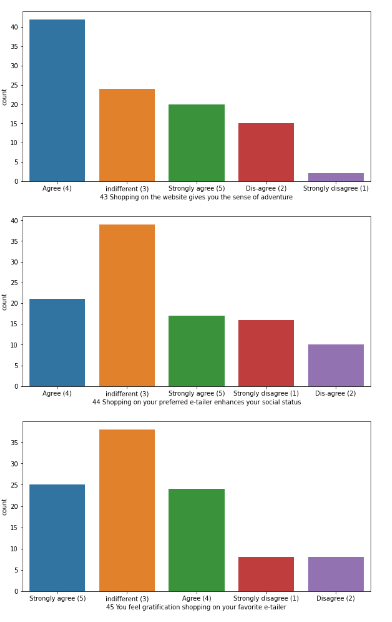 40
35
30
25
20
15
10
5
0
count
Agree (4) indifferent (3) Strongly agree (5) Dis-agree (2) Strongly disagree (1)
43 Shopping on the website gives you the sense of adventure
40
35
30
25
20
15
10
5
0
count
Agree (4) indifferent (3) Strongly agree (5) Strongly disagree (1) Dis-agree (2)
44 Shopping on your preferred e-tailer enhances your social status
35
30
25
20
15
10
5
0
count
Strongly agree (5) indifferent (3) Agree (4) Strongly disagree (1) Disagree (2)
45 You feel gratification shopping on your favorite e-tailer